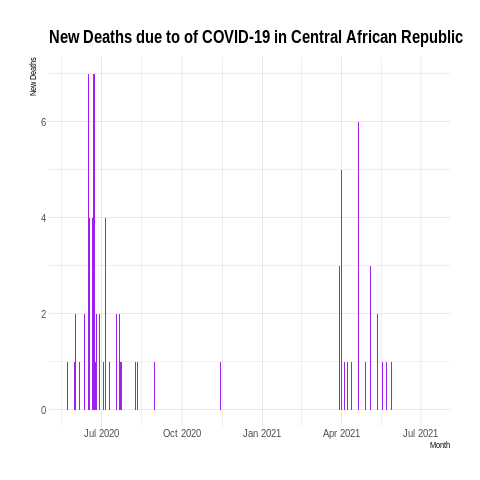 New Deaths due to of COVID-19 in Central African Republic
New Deaths
6
4
2
0
Jul 2020 Oct 2020 Jan 2021 Apr 2021 Jul 2021
Month